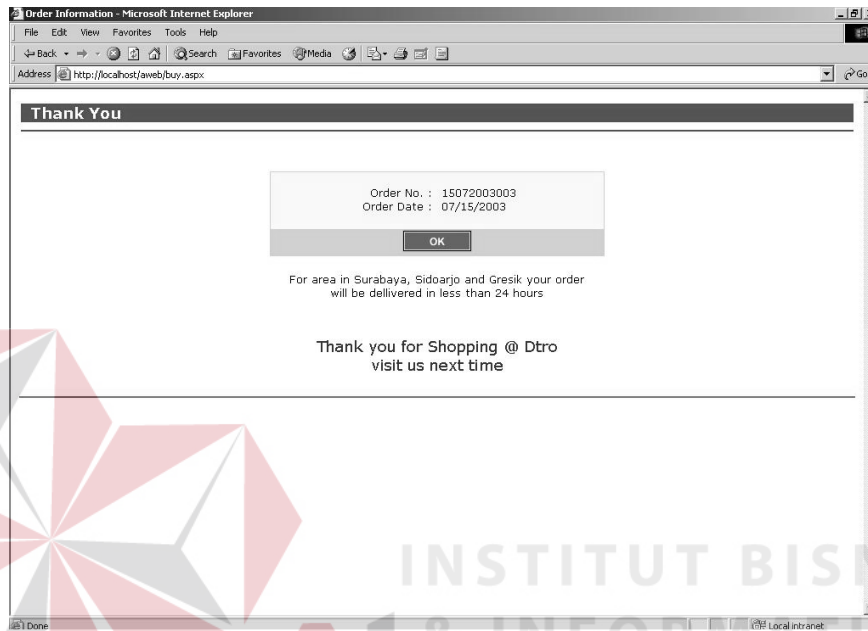 Order Information - Microsoft Internet Explorer
File Edit View Favorites Tools Help
Back Search Favorites Media
Address http://localhost/aweb/buy.aspx Go
Thank You
Order No. : 15072003003
Order Date : 07/15/2003
OK
For area in Surabaya, Sidoarjo and Gresik your order
will be dellivered in less than 24 hours
Thank you for Shopping @ Dtro
visit us next time
INSTITUT BISN
Done Local intranet